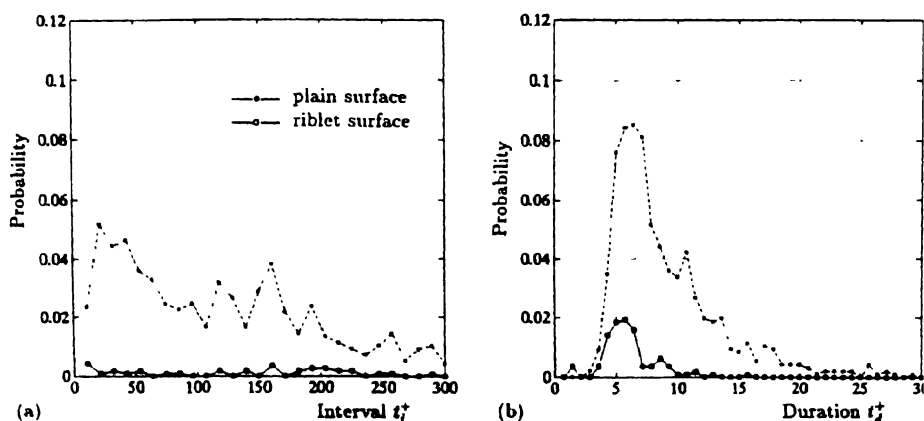 0.12
0.1
0.08
0.06
0.04
0.02
0
Probability
plain surface
riblet surface
0 50 100 150 200 250 300
(a) Interval t_i^+
0.12
0.1
0.08
0.06
0.04
0.02
0
Probability
0 5 10 15 20 25 30
(b) Duration t_d^+